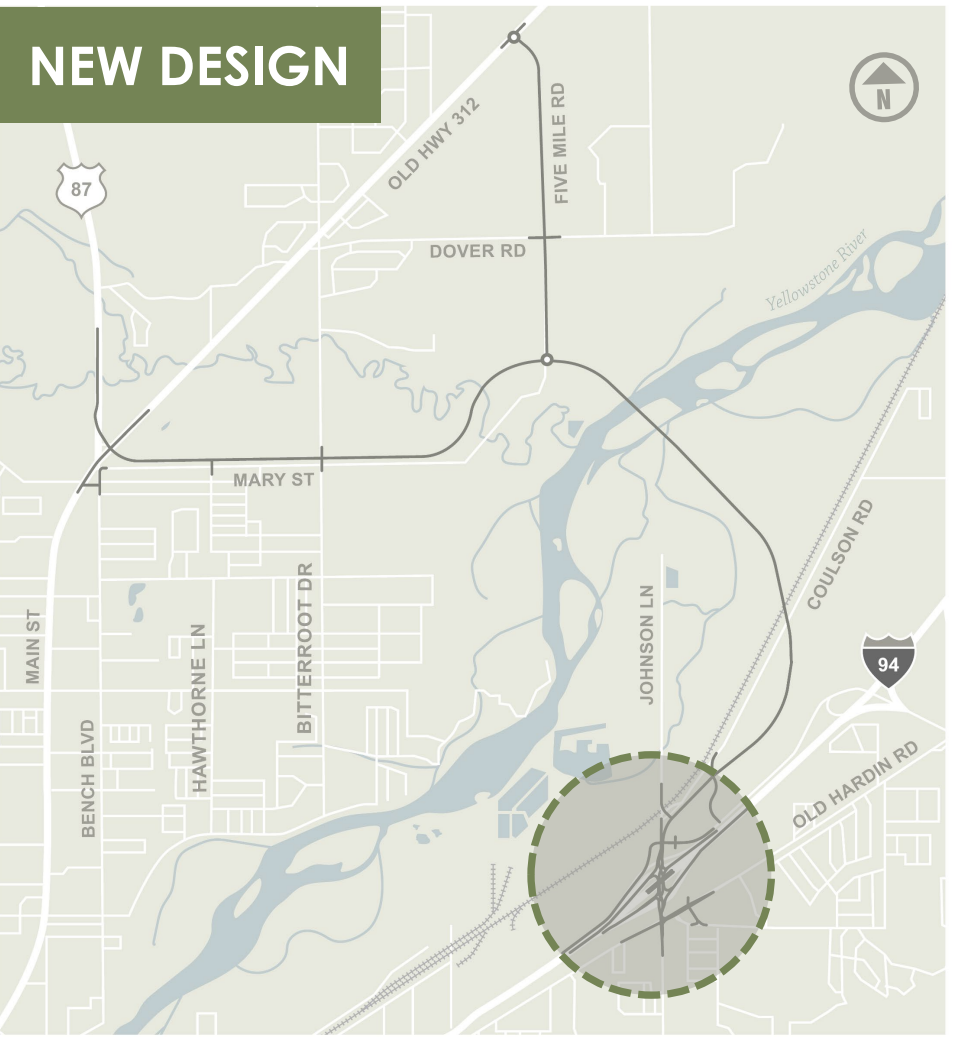 NEW DESIGN
N
OLD HWY 312
FIVE MILE RD
87
DOVER RD
Yellowstone River
MARY ST
COULSON RD
MAIN ST
HAWTHORNE LN
BITTERROOT DR
JOHNSON LN
94
BENCH BLVD
OLD HARDIN RD